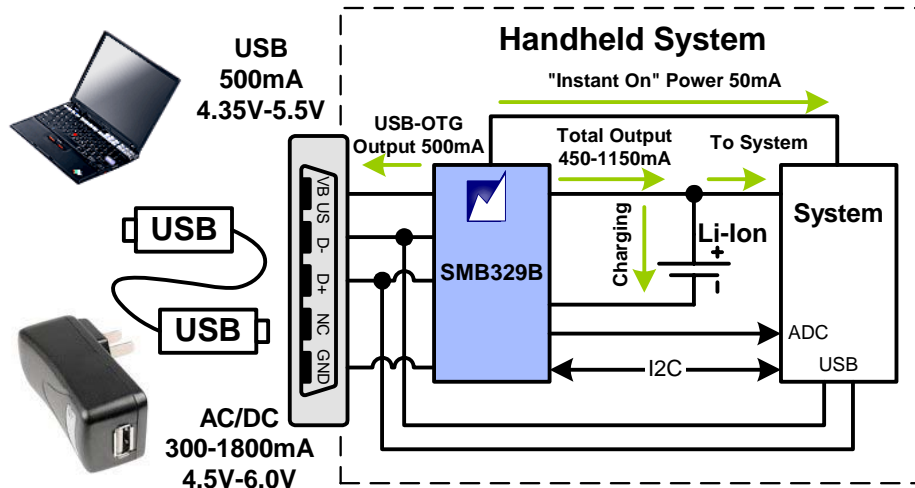 Handheld System
USB
500mA
4.35V-5.5V
"Instant On" Power 50mA
USB-OTG
Output 500mA
Total Output
450-1150mA
To System
VB US
D-
D+
NC
GND
USB
USB
SMB329B
Charging
Li-Ion
+
-
System
ADC
I2C
USB
AC/DC
300-1800mA
4.5V-6.0V